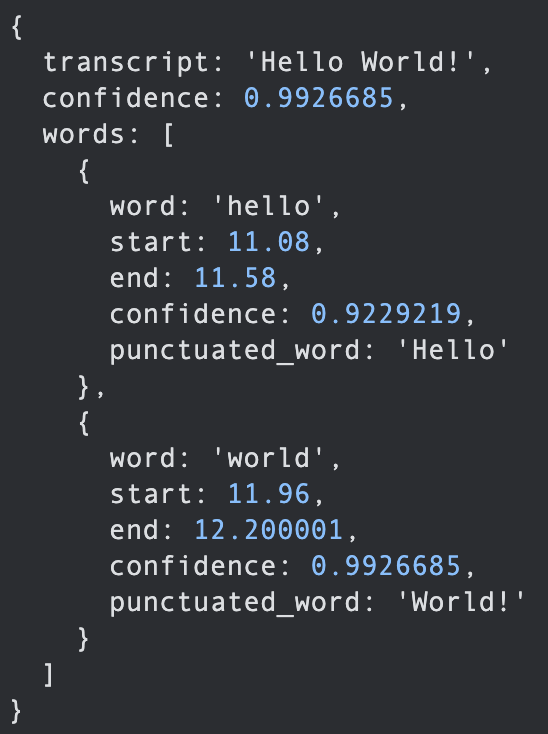 {
  transcript: 'Hello World!',
  confidence: 0.9926685,
  words: [
    {
      word: 'hello',
      start: 11.08,
      end: 11.58,
      confidence: 0.9229219,
      punctuated_word: 'Hello'
    },
    {
      word: 'world',
      start: 11.96,
      end: 12.200001,
      confidence: 0.9926685,
      punctuated_word: 'World!'
    }
  ]
}